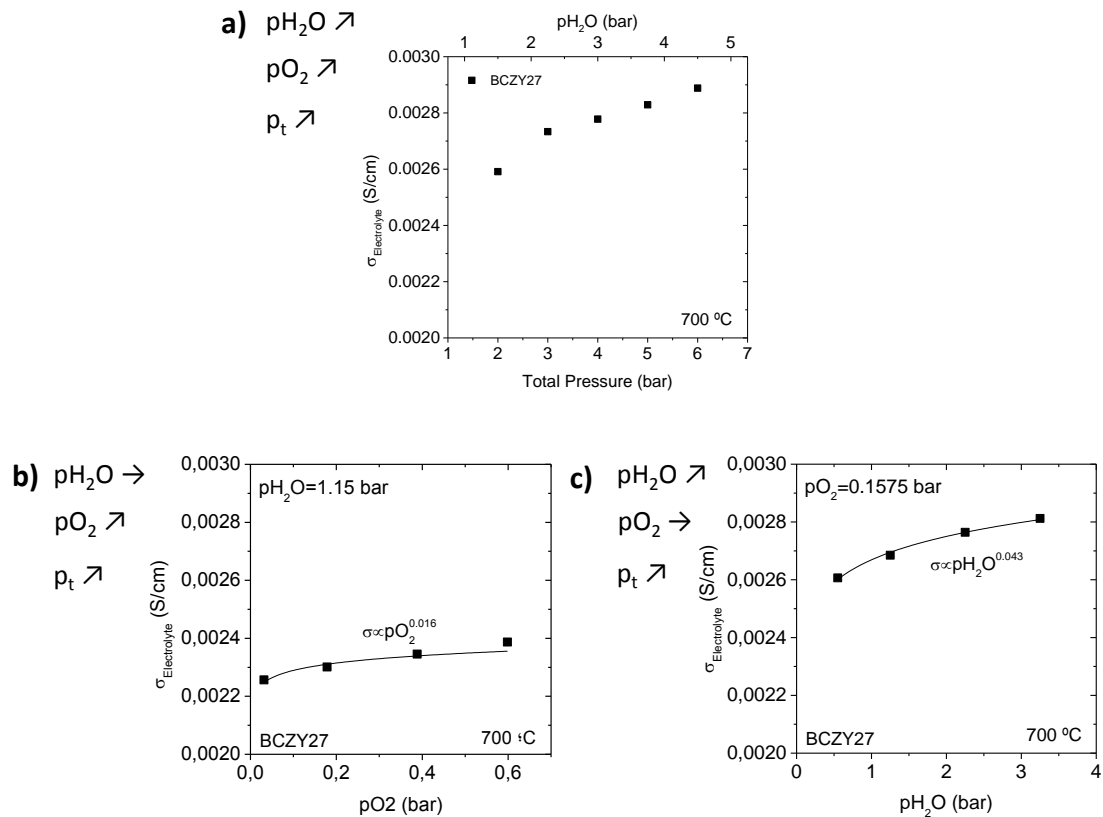 a) pH₂O ↗
pO₂ ↗
pₜ ↗
pH₂O (bar)
1 2 3 4 5
0.0030
0.0028
0.0026
0.0024
0.0022
0.0020
σElectrolyte (S/cm)
BCZY27
700 ºC
1 2 3 4 5 6 7
Total Pressure (bar)
b) pH₂O →
pO₂ ↗
pₜ ↗
0,0030
0,0028
0,0026
0,0024
0,0022
0,0020
σElectrolyte (S/cm)
pH₂O=1.15 bar
σ∝pO₂^0.016
BCZY27
700 ºC
0,0 0,2 0,4 0,6
pO2 (bar)
c) pH₂O ↗
pO₂ →
pₜ ↗
0,0030
0,0028
0,0026
0,0024
0,0022
0,0020
σElectrolyte (S/cm)
pO₂=0.1575 bar
σ∝pH₂O^0.043
BCZY27
700 ºC
0 1 2 3 4
pH₂O (bar)